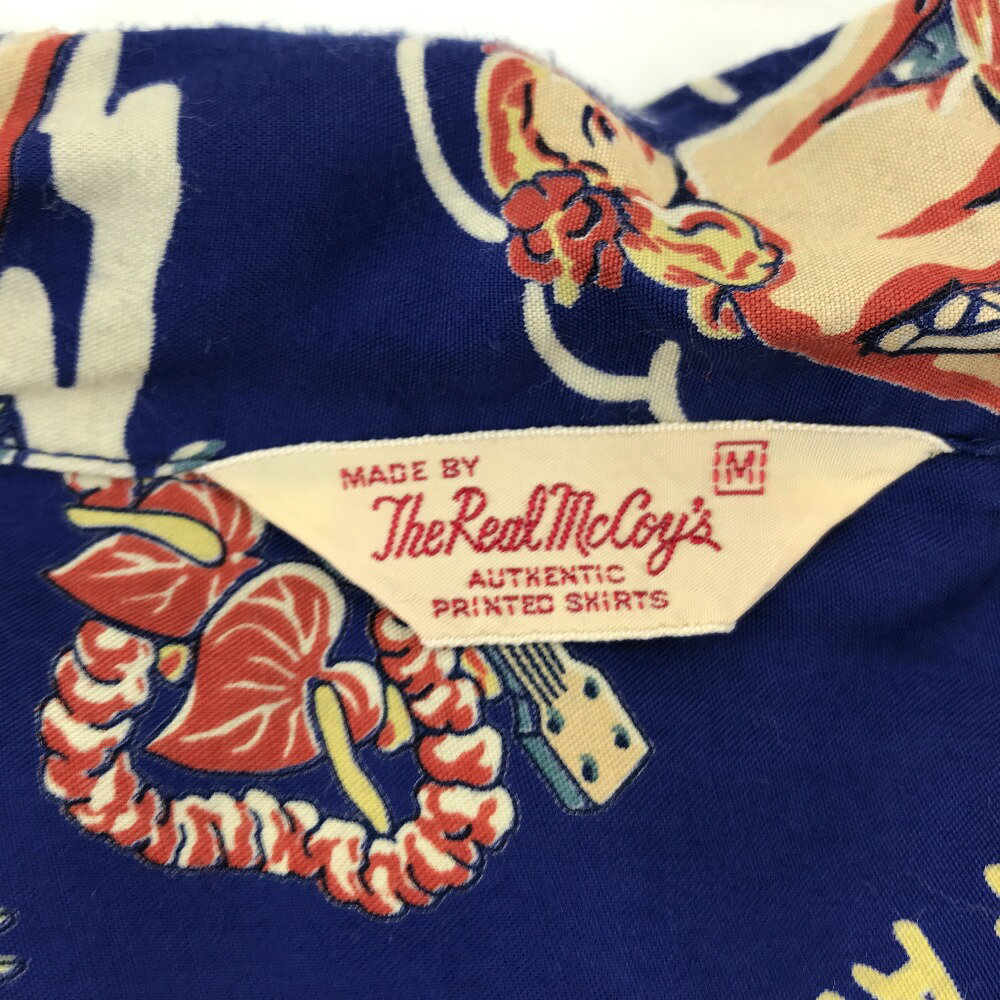 MADE BY
M
The Real McCoy's
AUTHENTIC
PRINTED SHIRTS
A